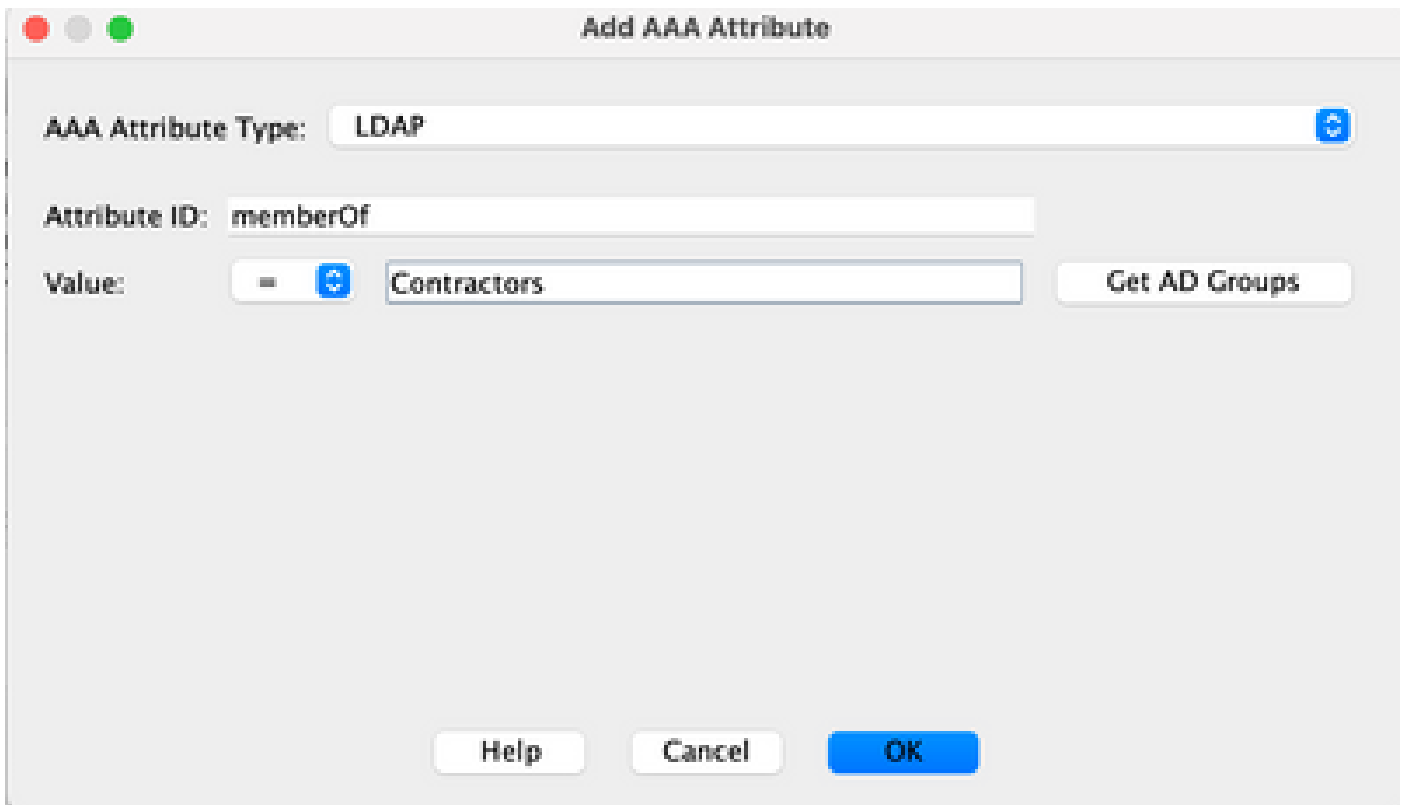 Add AAA Attribute
AAA Attribute Type: LDAP
Attribute ID: memberOf
Value: = Contractors Get AD Groups
Help Cancel OK